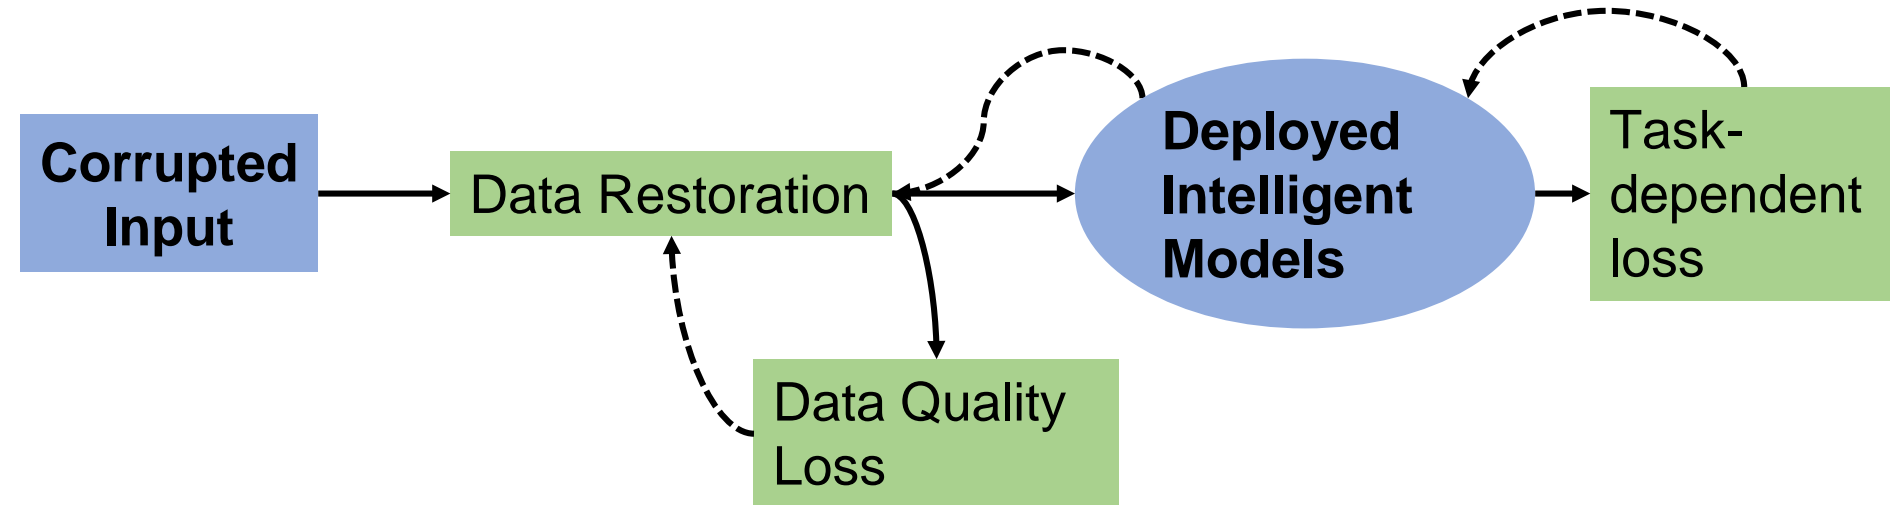 Corrupted
Input
Data Restoration
Deployed
Intelligent
Models
Task-
dependent
loss
Data Quality
Loss